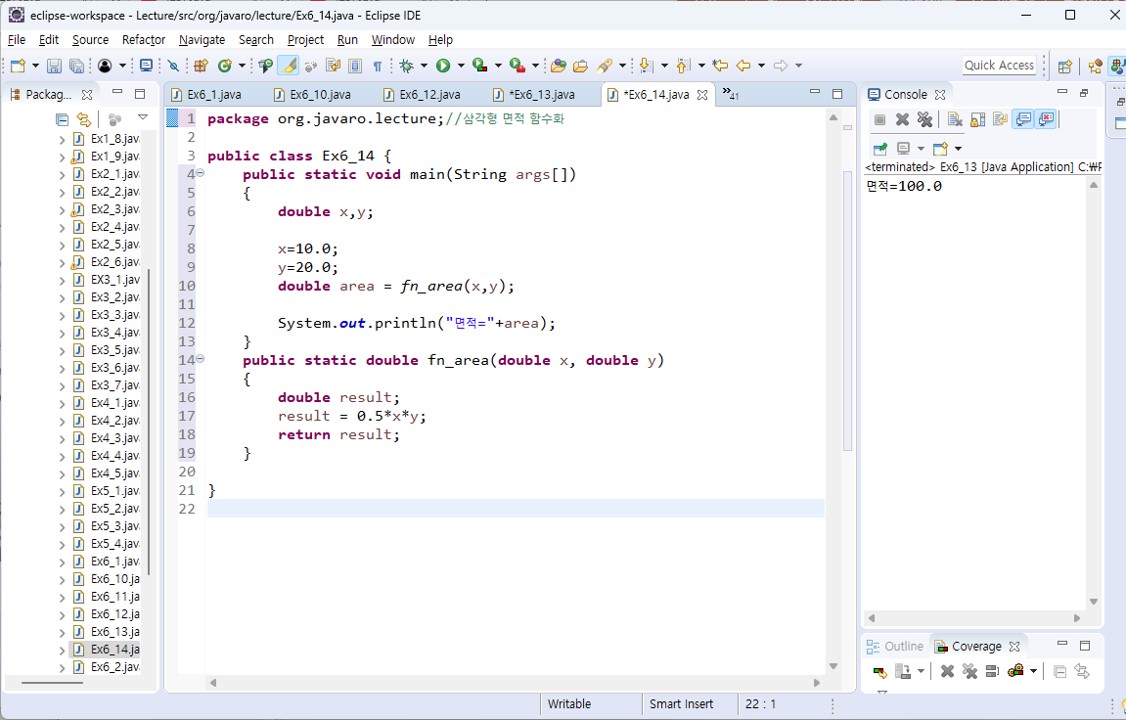 eclipse-workspace - Lecture/src/org/javaro/lecture/Ex6_14.java - Eclipse IDE
File Edit Source Refactor Navigate Search Project Run Window Help
Quick Access
Packag...
Ex1_8.jav
Ex1_9.jav
Ex2_1.jav
Ex2_2.jav
Ex2_3.jav
Ex2_4.jav
Ex2_5.jav
Ex2_6.jav
EX3_1.jav
Ex3_2.jav
Ex3_3.jav
Ex3_4.jav
Ex3_5.jav
Ex3_6.jav
Ex3_7.jav
Ex4_1.jav
Ex4_2.jav
Ex4_3.jav
Ex4_4.jav
Ex4_5.jav
Ex5_1.jav
Ex5_2.jav
Ex5_3.jav
Ex5_4.jav
Ex6_1.jav
Ex6_10.ja
Ex6_11.ja
Ex6_12.ja
Ex6_13.ja
Ex6_14.ja
Ex6_2.jav
Ex6_1.java Ex6_10.java Ex6_12.java *Ex6_13.java *Ex6_14.java »41
1 package org.javaro.lecture;//삼각형 면적 함수화
2
3 public class Ex6_14 {
4 public static void main(String args[])
5 {
6 double x,y;
7
8 x=10.0;
9 y=20.0;
10 double area = fn_area(x,y);
11
12 System.out.println("면적="+area);
13 }
14 public static double fn_area(double x, double y)
15 {
16 double result;
17 result = 0.5*x*y;
18 return result;
19 }
20
21 }
22
Console
<terminated> Ex6_13 [Java Application] C:₩P
면적=100.0
Outline Coverage
Writable Smart Insert 22 : 1